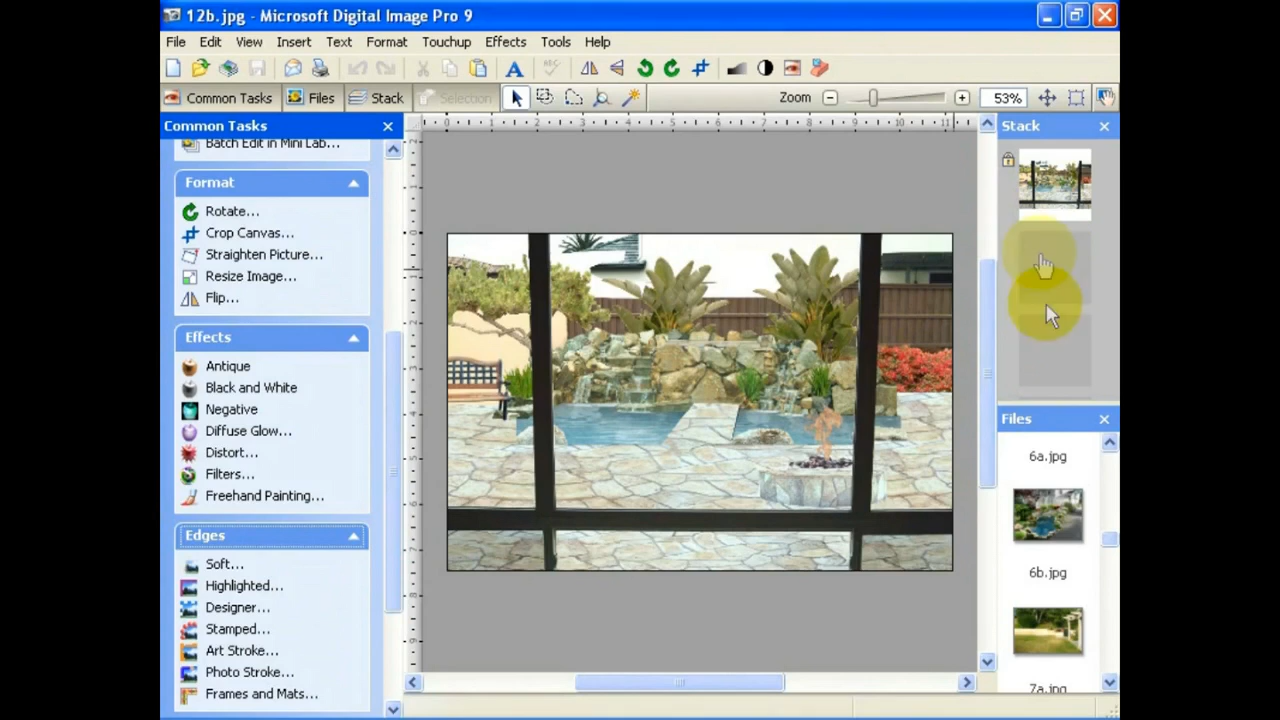 12b.jpg - Microsoft Digital Image Pro 9
File Edit View Insert Text Format Touchup Effects Tools Help
Common Tasks Files Stack Selection Zoom 53%
Common Tasks
Batch Edit in Mini Lab...
Format
Rotate...
Crop Canvas...
Straighten Picture...
Resize Image...
Flip...
Effects
Antique
Black and White
Negative
Diffuse Glow...
Distort...
Filters...
Freehand Painting...
Edges
Soft...
Highlighted...
Designer...
Stamped...
Art Stroke...
Photo Stroke...
Frames and Mats...
Stack
Files
6a.jpg
6b.jpg
7a.jpg